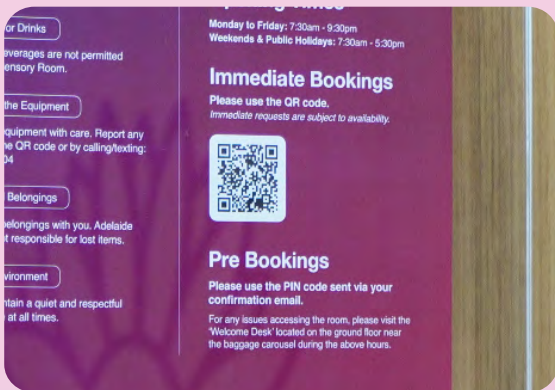 or Drinks
everages are not permitted
ensory Room.
the Equipment
quipment with care. Report any
he QR code or by calling/texting:
04
Belongings
belongings with you. Adelaide
t responsible for lost items.
vironment
ntain a quiet and respectful
at all times.
Opening Times
Monday to Friday: 7:30am - 9:30pm
Weekends & Public Holidays: 7:30am - 5:30pm
Immediate Bookings
Please use the QR code.
Immediate requests are subject to availability.
Pre Bookings
Please use the PIN code sent via your
confirmation email.
For any issues accessing the room, please visit the
'Welcome Desk' located on the ground floor near
the baggage carousel during the above hours.